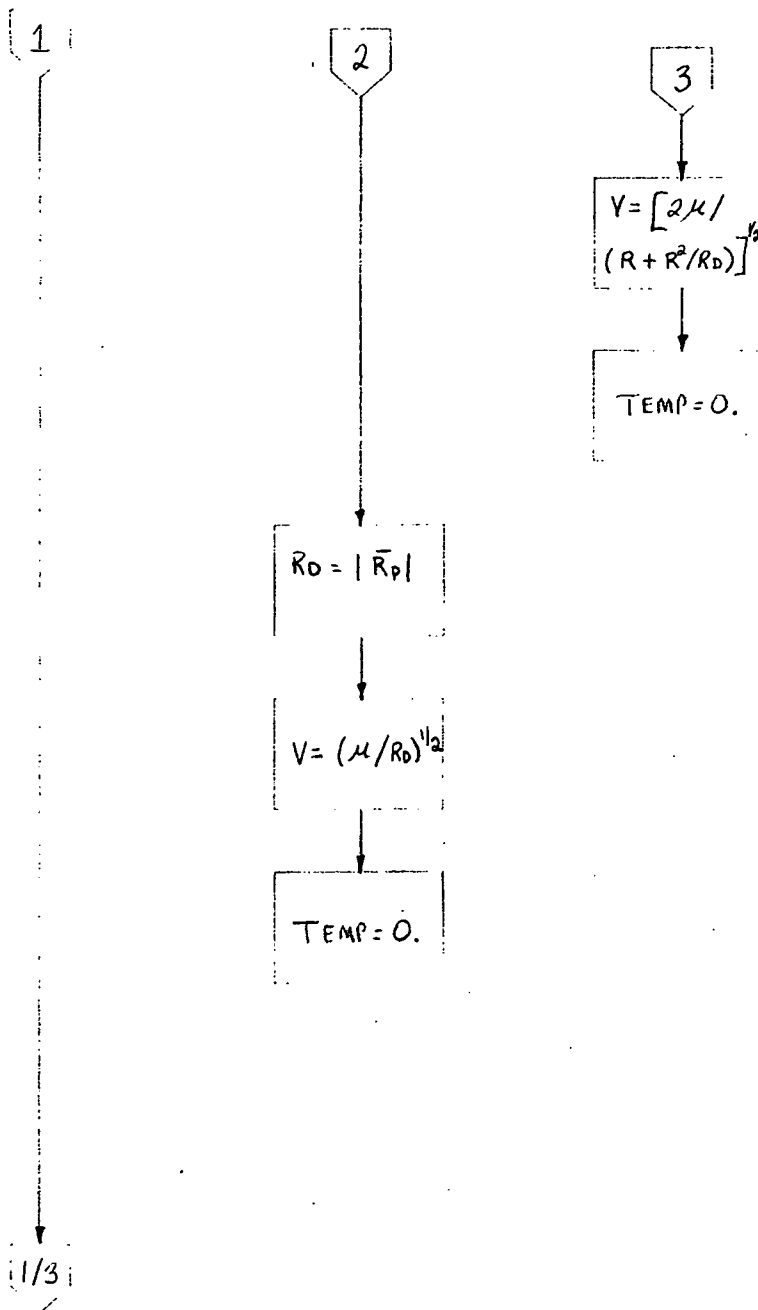 1
2
3
V = [2μ/
(R + R²/RD)]^1/2
TEMP = 0.
RD = | R̄P |
V = (μ/RD)^1/2
TEMP = 0.
1/3